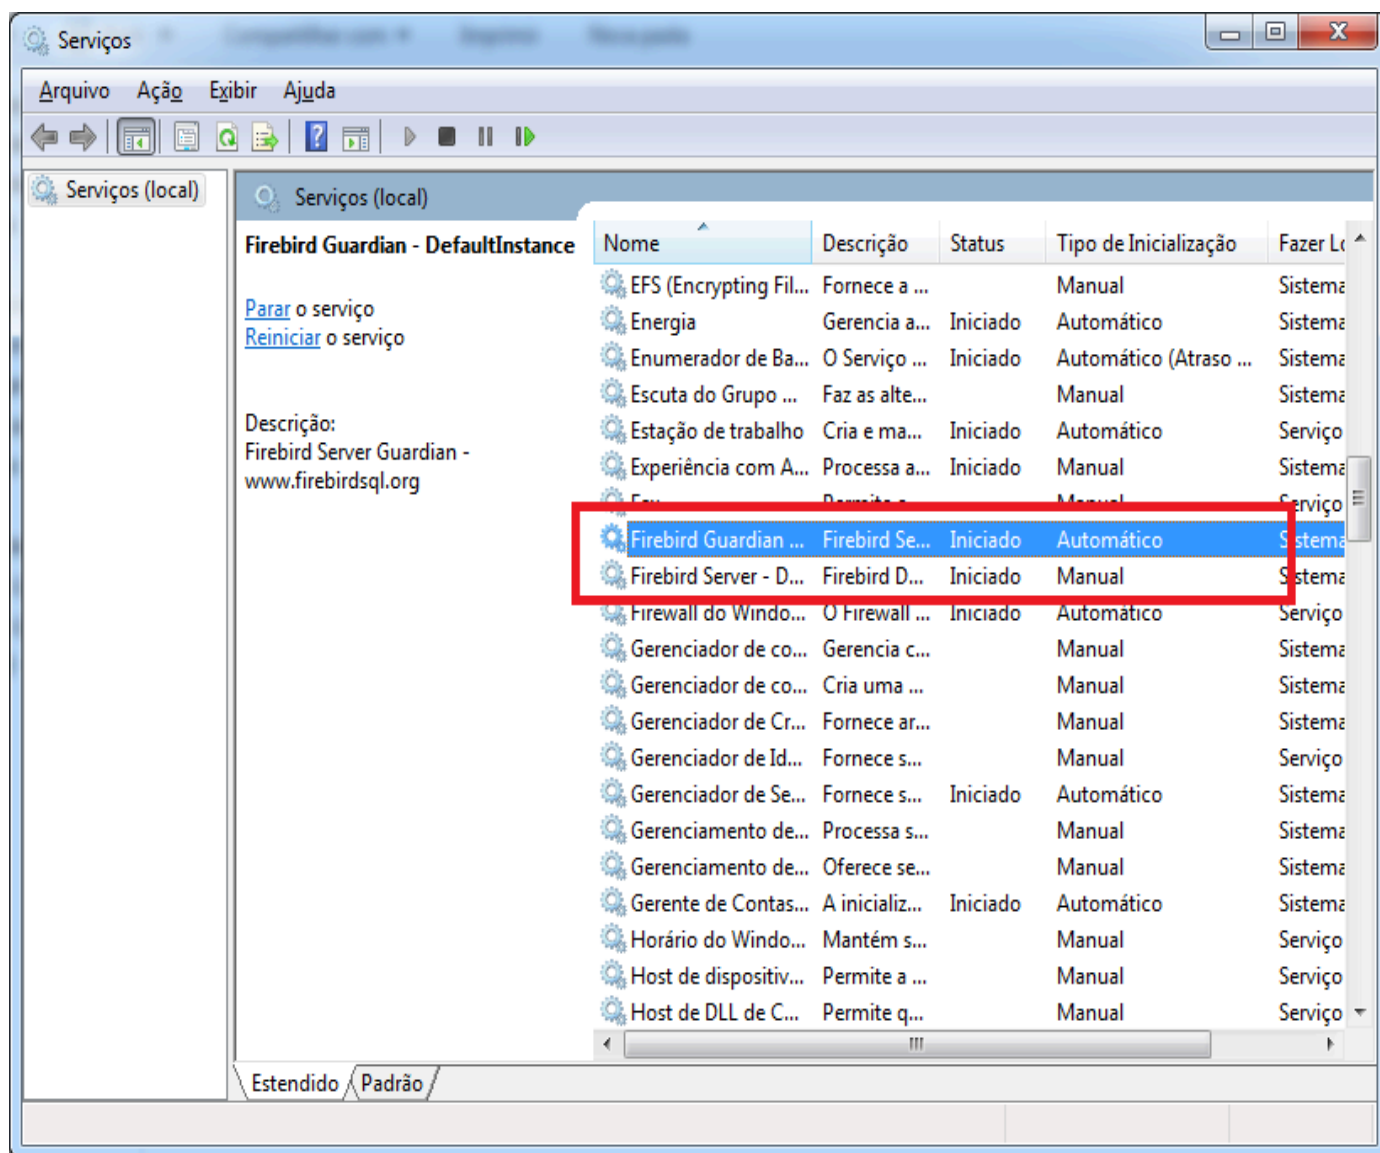 Serviços
Arquivo Ação Exibir Ajuda
Serviços (local)
Serviços (local)
Firebird Guardian - DefaultInstance
Parar o serviço
Reiniciar o serviço
Descrição:
Firebird Server Guardian -
www.firebirdsql.org
Nome Descrição Status Tipo de Inicialização Fazer Lo
EFS (Encrypting Fil... Fornece a ... Manual Sistema
Energia Gerencia a... Iniciado Automático Sistema
Enumerador de Ba... O Serviço ... Iniciado Automático (Atraso ... Sistema
Escuta do Grupo ... Faz as alte... Manual Sistema
Estação de trabalho Cria e ma... Iniciado Automático Serviço
Experiência com A... Processa a... Iniciado Manual Sistema
Fax Permite e... Manual Serviço
Firebird Guardian ... Firebird Se... Iniciado Automático Sistema
Firebird Server - D... Firebird D... Iniciado Manual Sistema
Firewall do Windo... O Firewall ... Iniciado Automático Serviço
Gerenciador de co... Gerencia c... Manual Sistema
Gerenciador de co... Cria uma ... Manual Sistema
Gerenciador de Cr... Fornece ar... Manual Sistema
Gerenciador de Id... Fornece s... Manual Serviço
Gerenciador de Se... Fornece s... Iniciado Automático Sistema
Gerenciamento de... Processa s... Manual Sistema
Gerenciamento de... Oferece se... Manual Sistema
Gerente de Contas... A inicializ... Iniciado Automático Sistema
Horário do Windo... Mantém s... Manual Serviço
Host de dispositiv... Permite a ... Manual Serviço
Host de DLL de C... Permite q... Manual Serviço
Estendido Padrão